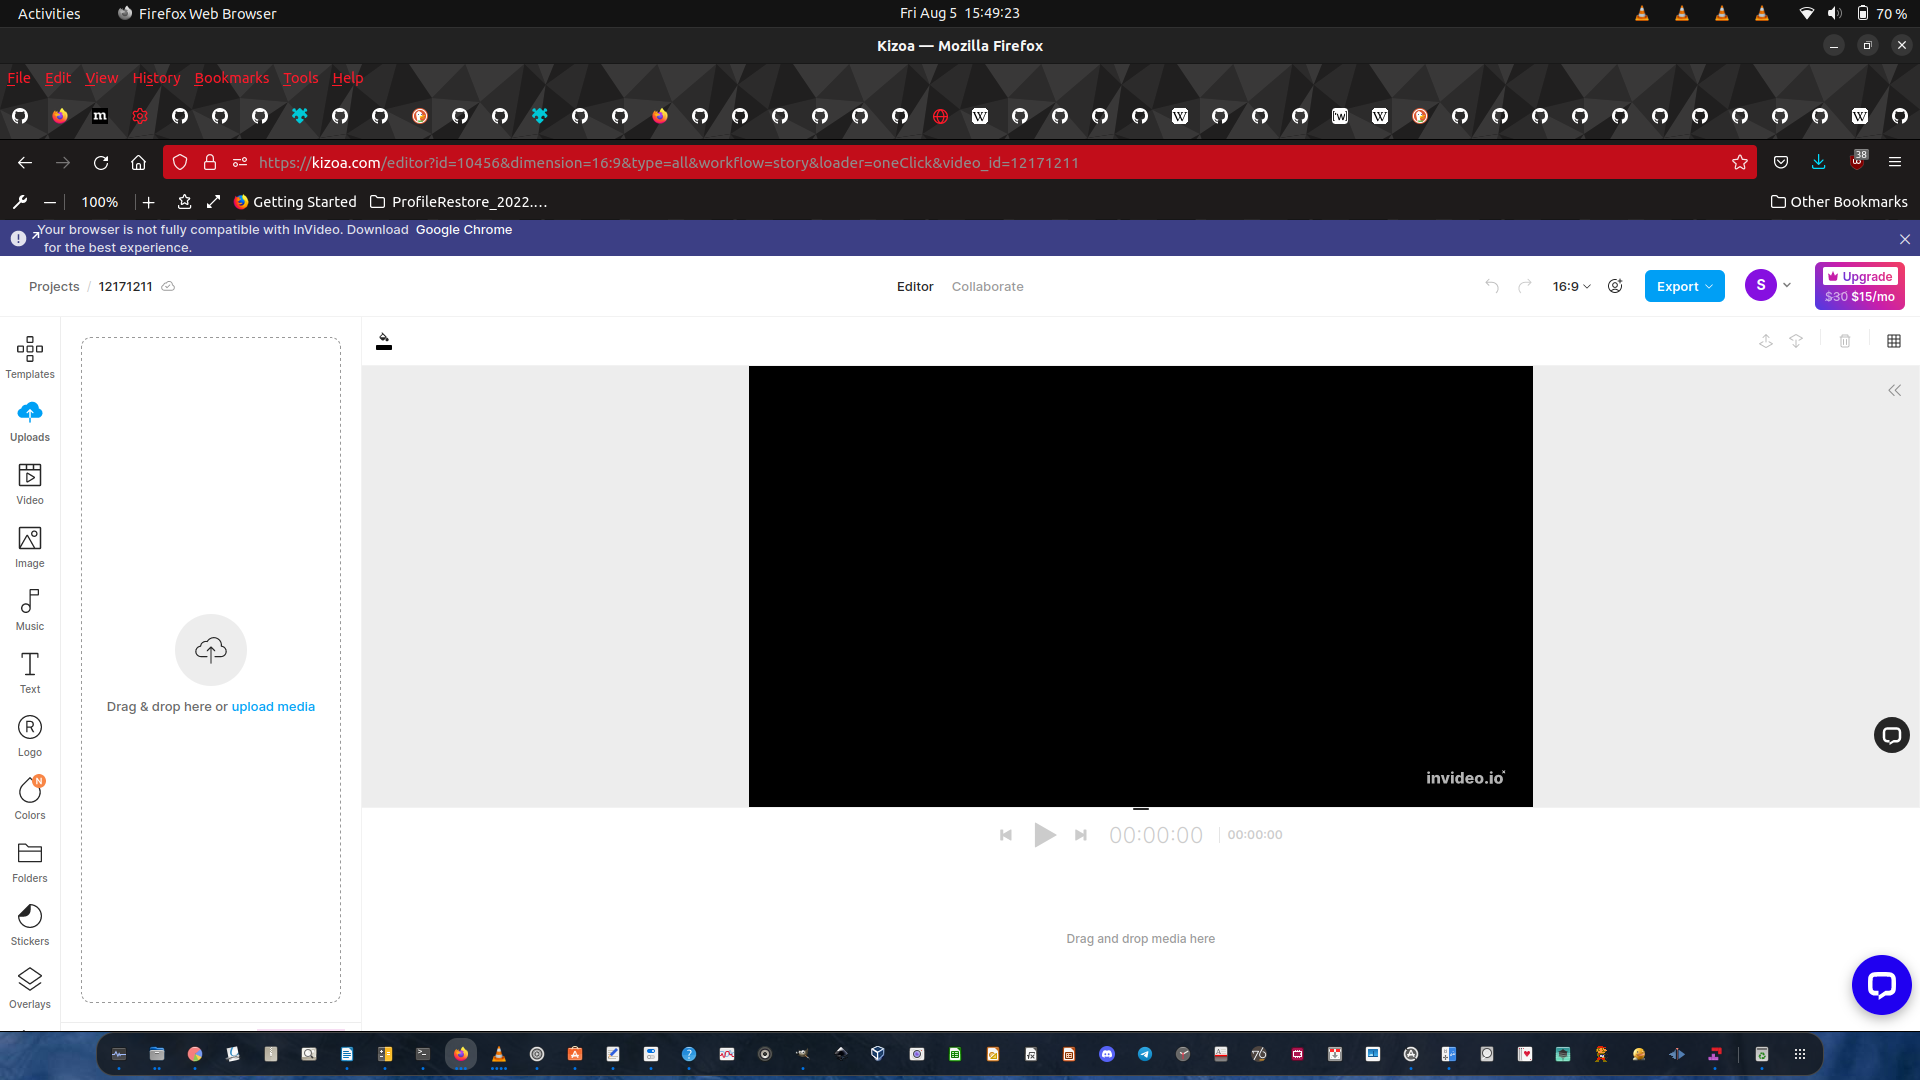 Activities
Firefox Web Browser
Fri Aug 5 15:49:23
70 %
Kizoa — Mozilla Firefox
File Edit View History Bookmarks Tools Help
https://kizoa.com/editor?id=10456&dimension=16:9&type=all&workflow=story&loader=oneClick&video_id=12171211
38
100%
Getting Started
ProfileRestore_2022....
Other Bookmarks
Your browser is not fully compatible with InVideo. Download Google Chrome
for the best experience.
Projects / 12171211
Editor
Collaborate
16:9
Export
S
Upgrade
$30 $15/mo
Templates
Uploads
Video
Image
Music
Text
Logo
N
Colors
Folders
Stickers
Overlays
Drag & drop here or upload media
invideo.io
00:00:00
00:00:00
Drag and drop media here